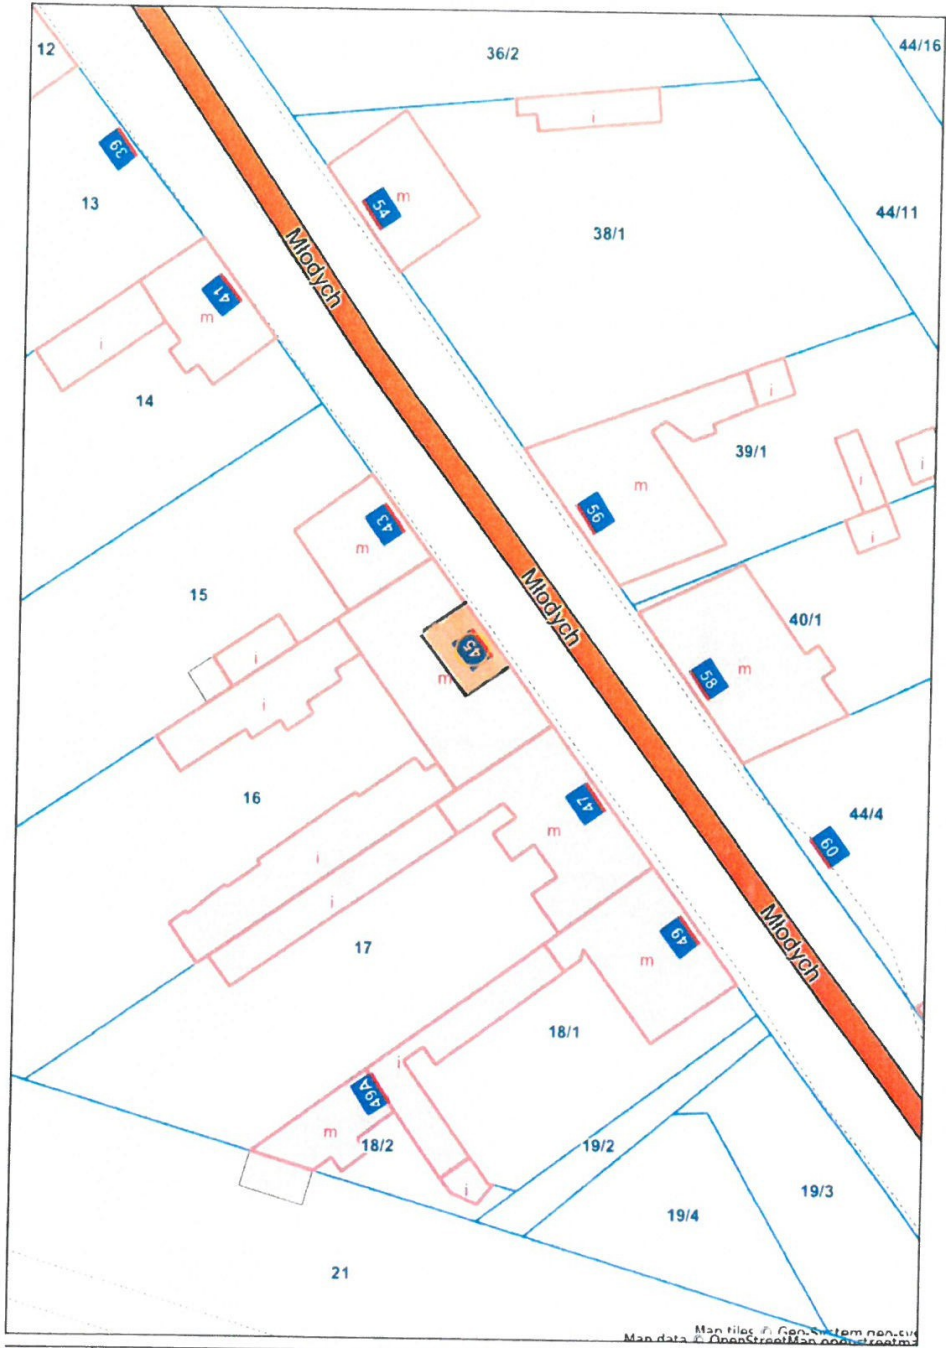 12
36/2
44/16
39
i
13
54
m
44/11
38/1
Młodych
41
m
i
i
14
39/1
m
i
i
43
56
i
m
Młodych
15
40/1
45
i
m
58
m
i
16
47
44/4
m
60
i
i
49
Młodych
17
m
18/1
i
49A
m
18/2
19/2
i
19/3
19/4
21
Map tiles © Geo-System
Map data © OpenStreetMap